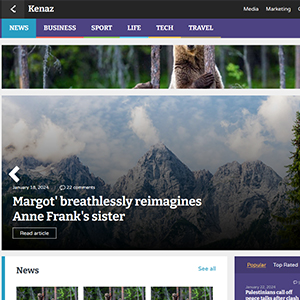 Kenaz
Media Marketing
NEWS BUSINESS SPORT LIFE TECH TRAVEL
January 18, 2024 22 comments
Margot' breathlessly reimagines
Anne Frank's sister
Read article
News See all
Popular Top
January 22, 2024
Palestinians call off
peace talks after clash